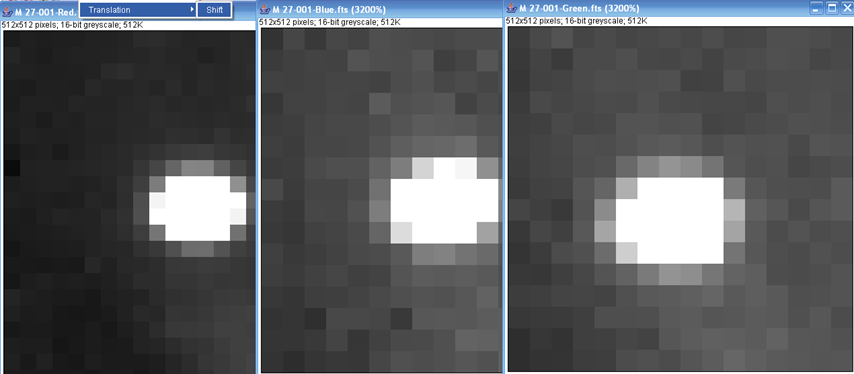 M 27-001-Red.
Translation
Shift
M 27-001-Blue.fts (3200%)
M 27-001-Green.fts (3200%)
512x512 pixels; 16-bit greyscale; 512K
512x512 pixels; 16-bit greyscale; 512K
512x512 pixels; 16-bit greyscale; 512K